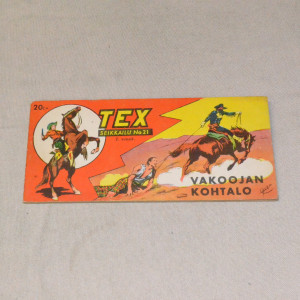 20:-
TEX
SEIKKAILU No 21
VAKOOJAN
KOHTALO